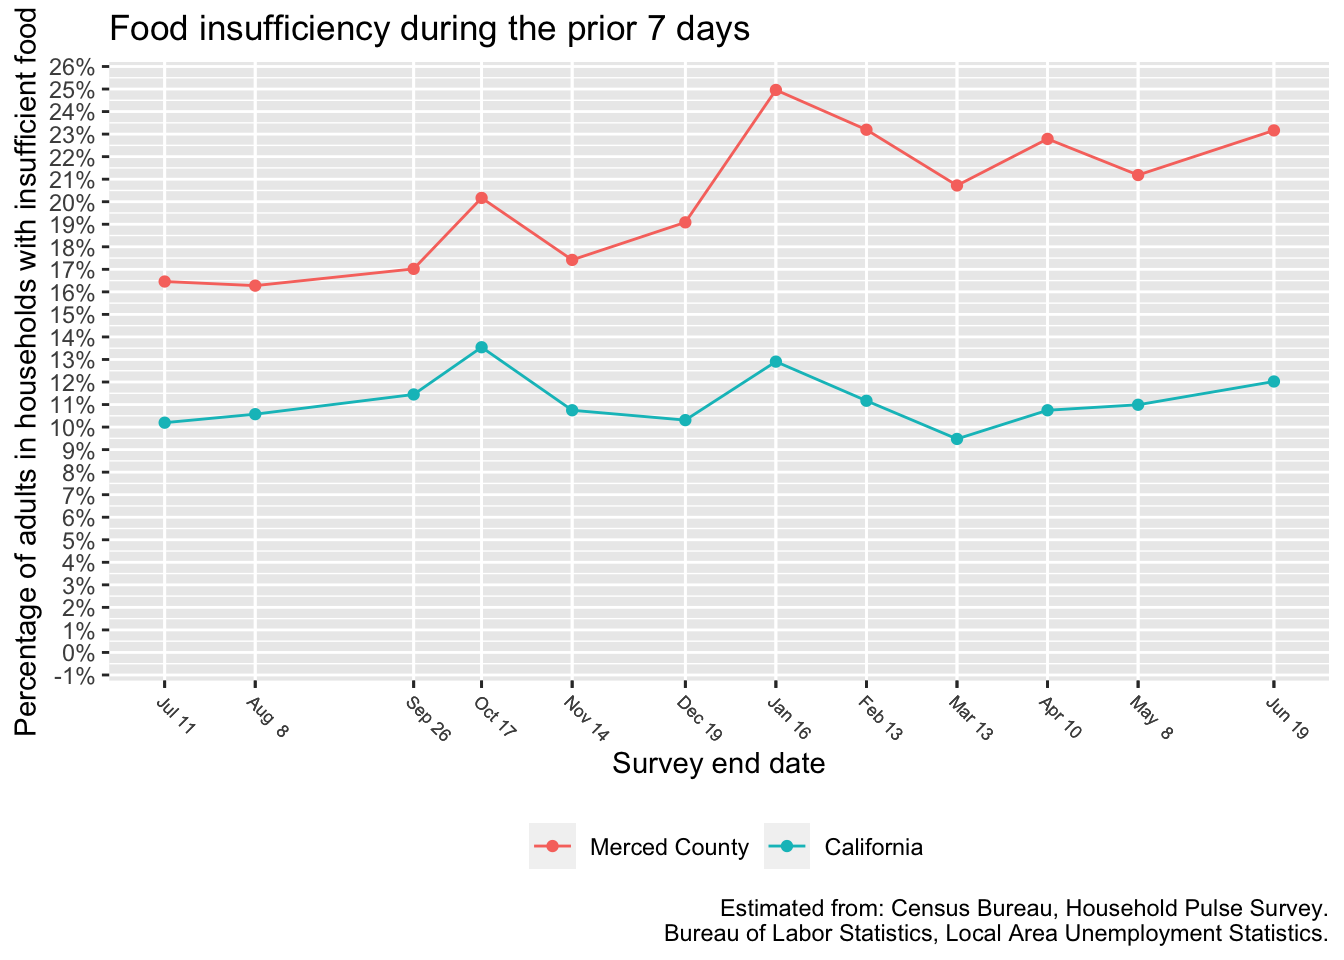 Food insufficiency during the prior 7 days
Percentage of adults in households with insufficient food
26%
25%
24%
23%
22%
21%
20%
19%
18%
17%
16%
15%
14%
13%
12%
11%
10%
9%
8%
7%
6%
5%
4%
3%
2%
1%
0%
-1%
Jul 11
Aug 8
Sep 26
Oct 17
Nov 14
Dec 19
Jan 16
Feb 13
Mar 13
Apr 10
May 8
Jun 19
Survey end date
Merced County
California
Estimated from: Census Bureau, Household Pulse Survey.
Bureau of Labor Statistics, Local Area Unemployment Statistics.